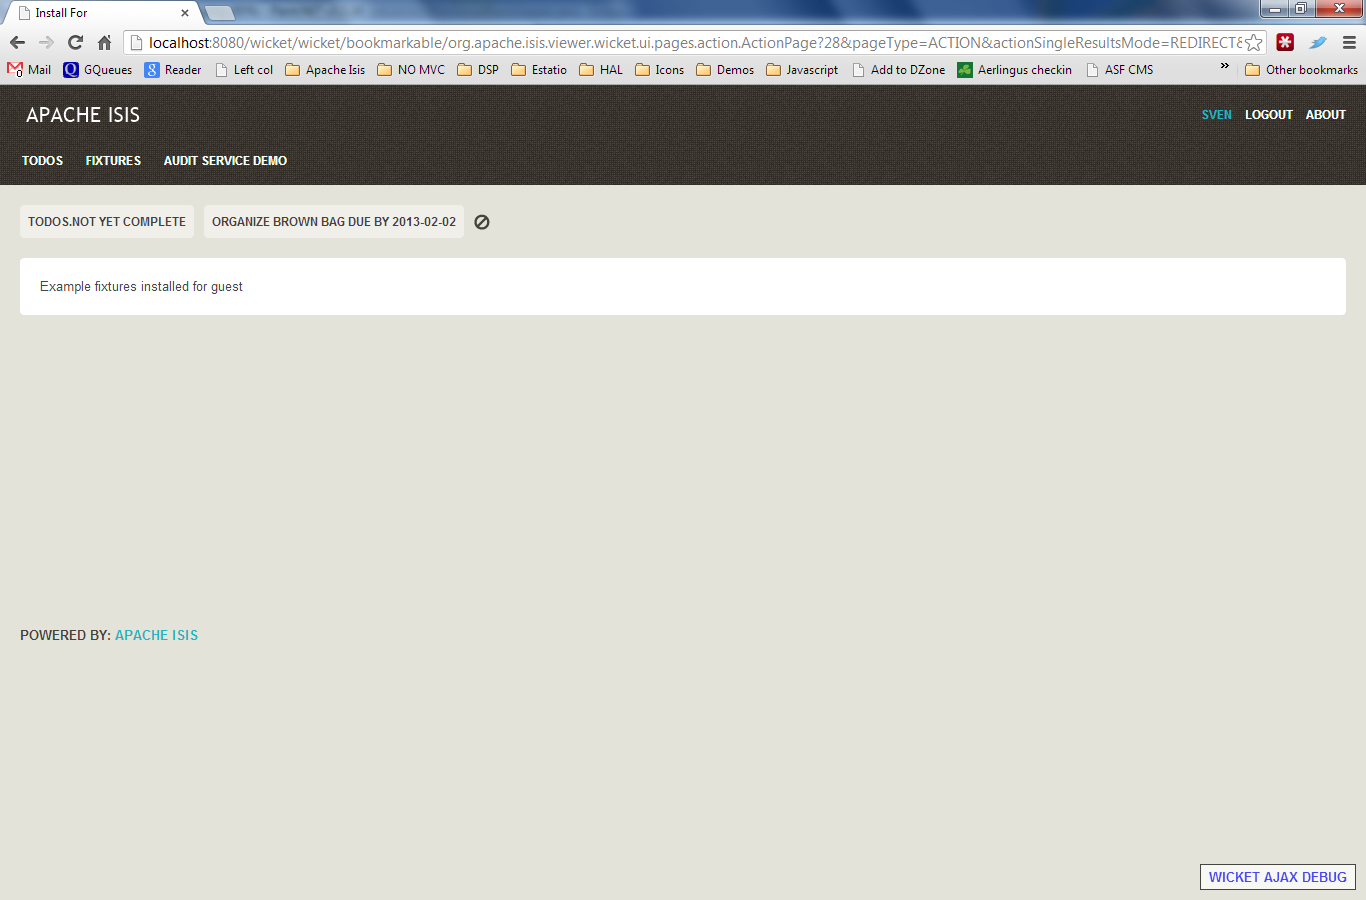 Install For
localhost:8080/wicket/wicket/bookmarkable/org.apache.isis.viewer.wicket.ui.pages.action.ActionPage?28&pageType=ACTION&actionSingleResultsMode=REDIRECT&
Mail GQueues Reader Left col Apache Isis NO MVC DSP Estatio HAL Icons Demos Javascript Add to DZone Aerlingus checkin ASF CMS » Other bookmarks
APACHE ISIS SVEN LOGOUT ABOUT
TODOS FIXTURES AUDIT SERVICE DEMO
TODOS.NOT YET COMPLETE ORGANIZE BROWN BAG DUE BY 2013-02-02
Example fixtures installed for guest
POWERED BY: APACHE ISIS
WICKET AJAX DEBUG